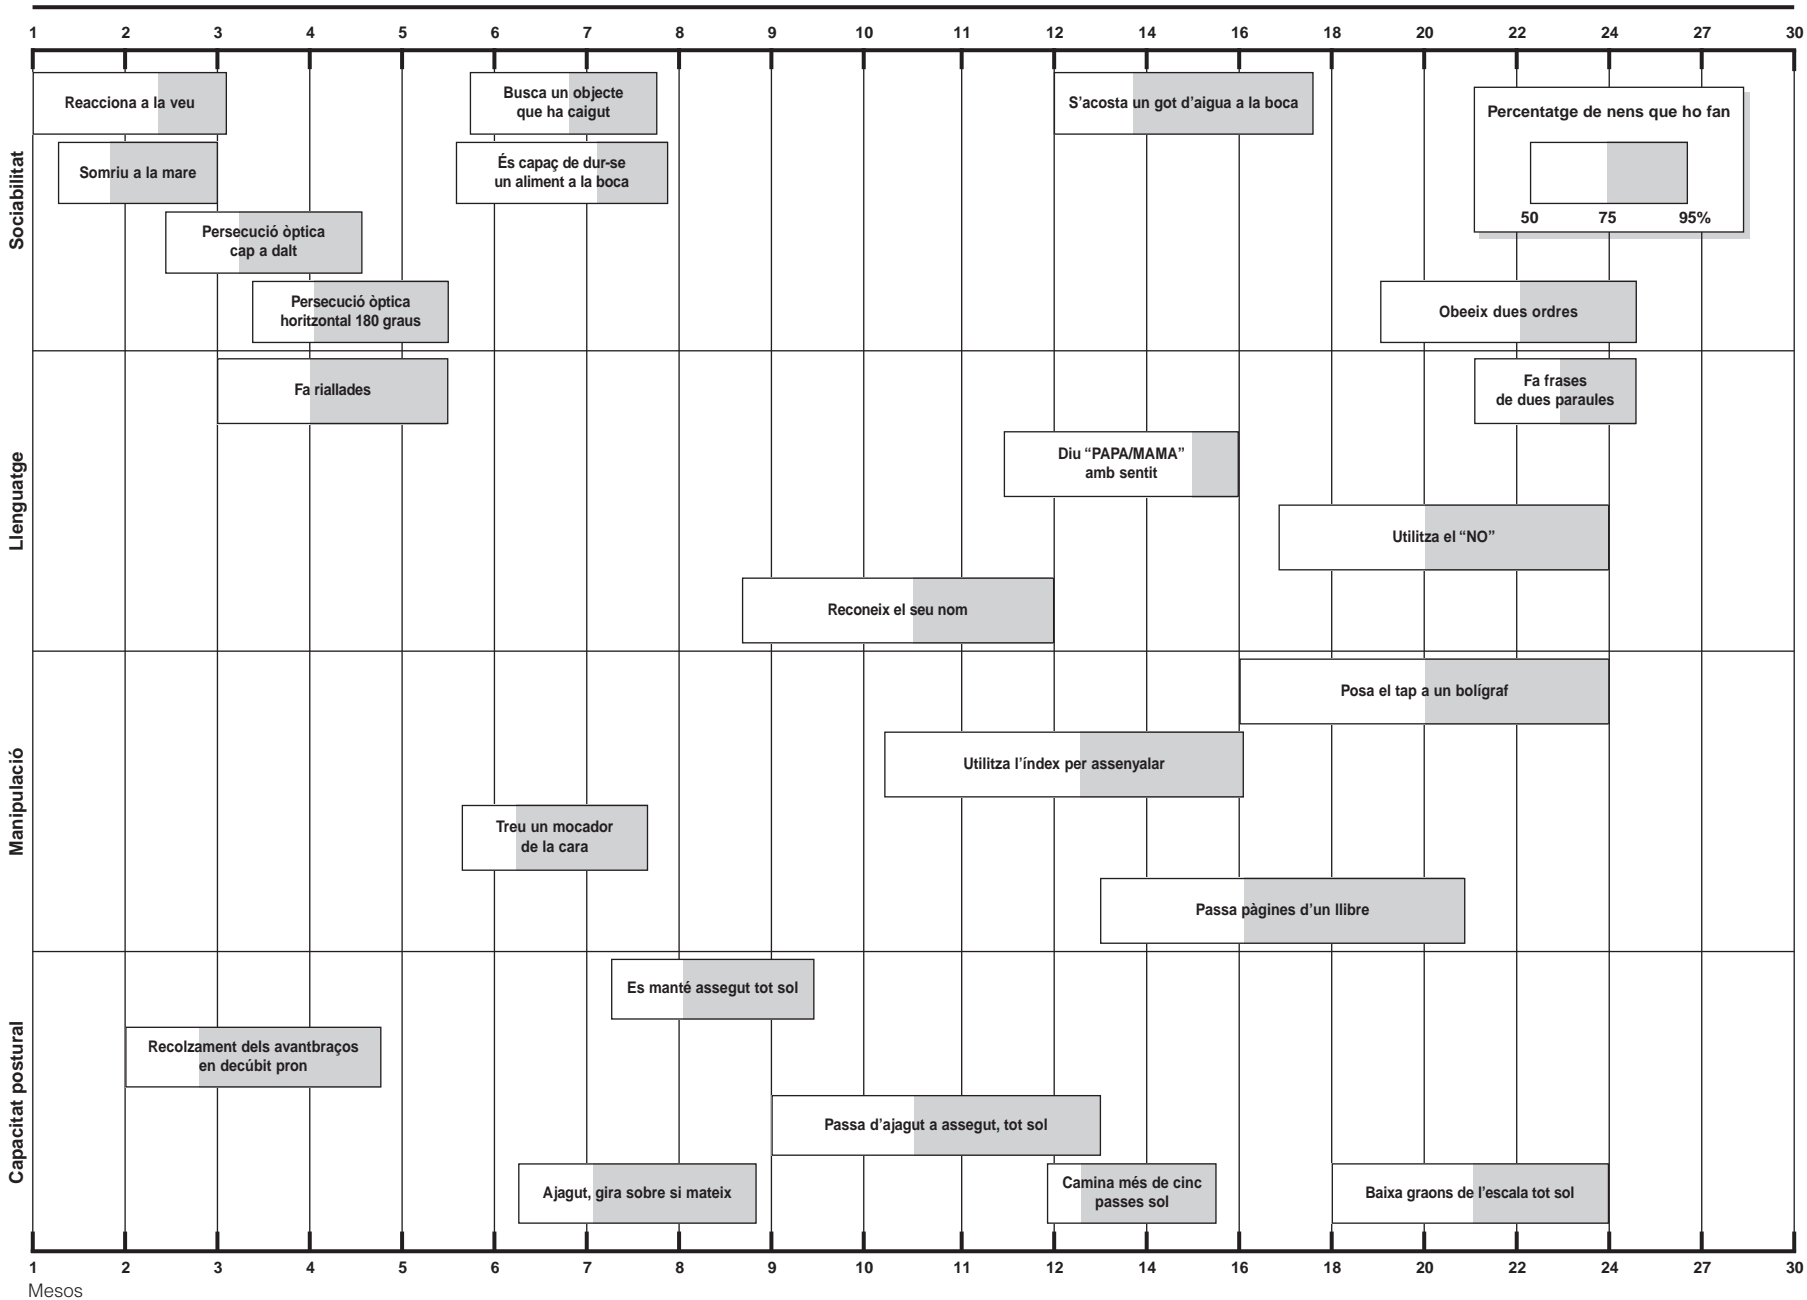 1 2 3 4 5 6 7 8 9 10 11 12 14 16 18 20 22 24 27 30
Sociabilitat
Reacciona a la veu
Busca un objecte
que ha caigut
S’acosta un got d’aigua a la boca
Percentatge de nens que ho fan
50 75 95%
Somriu a la mare
És capaç de dur-se
un aliment a la boca
Persecució òptica
cap a dalt
Persecució òptica
horitzontal 180 graus
Obeeix dues ordres
Llenguatge
Fa riallades
Fa frases
de dues paraules
Diu “PAPA/MAMA”
amb sentit
Utilitza el “NO”
Reconeix el seu nom
Manipulació
Posa el tap a un bolígraf
Utilitza l’índex per assenyalar
Treu un mocador
de la cara
Passa pàgines d’un llibre
Capacitat postural
Es manté assegut tot sol
Recolzament dels avantbraços
en decúbit pron
Passa d’ajagut a assegut, tot sol
Ajagut, gira sobre si mateix
Camina més de cinc
passes sol
Baixa graons de l’escala tot sol
1 2 3 4 5 6 7 8 9 10 11 12 14 16 18 20 22 24 27 30
Mesos